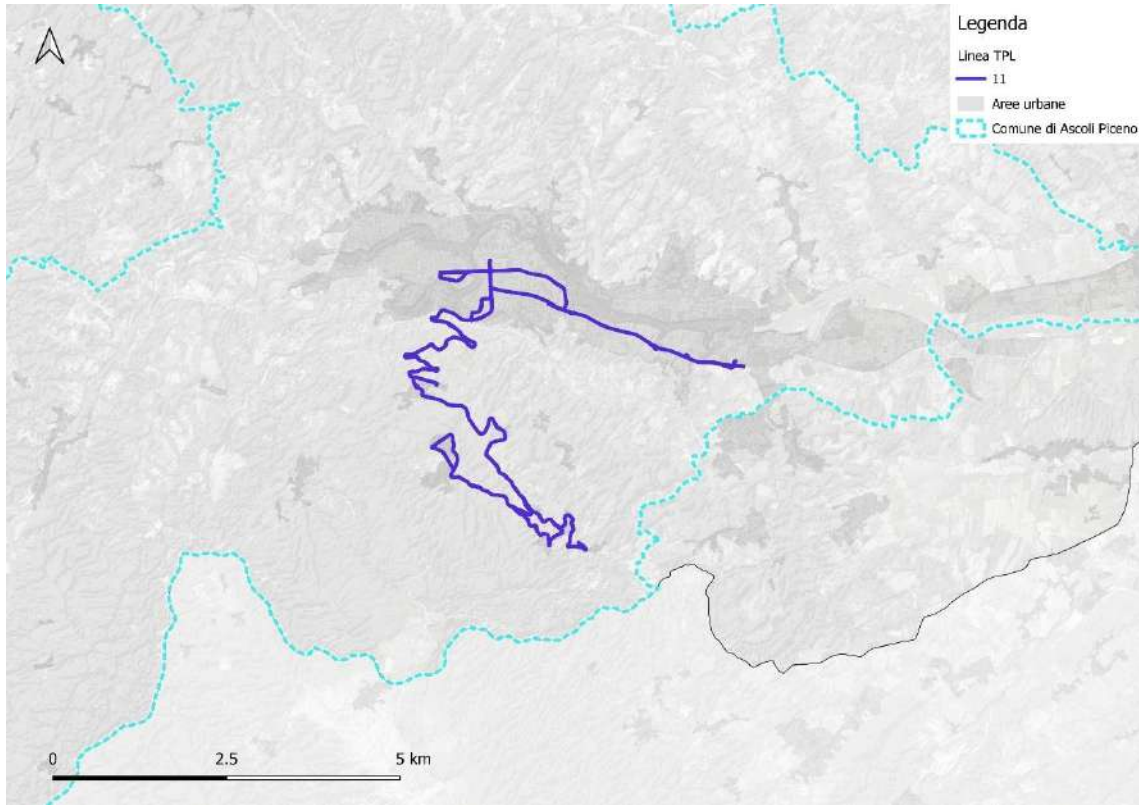 Legenda
Linea TPL
11
Aree urbane
Comune di Ascoli Piceno
0 2.5 5 km